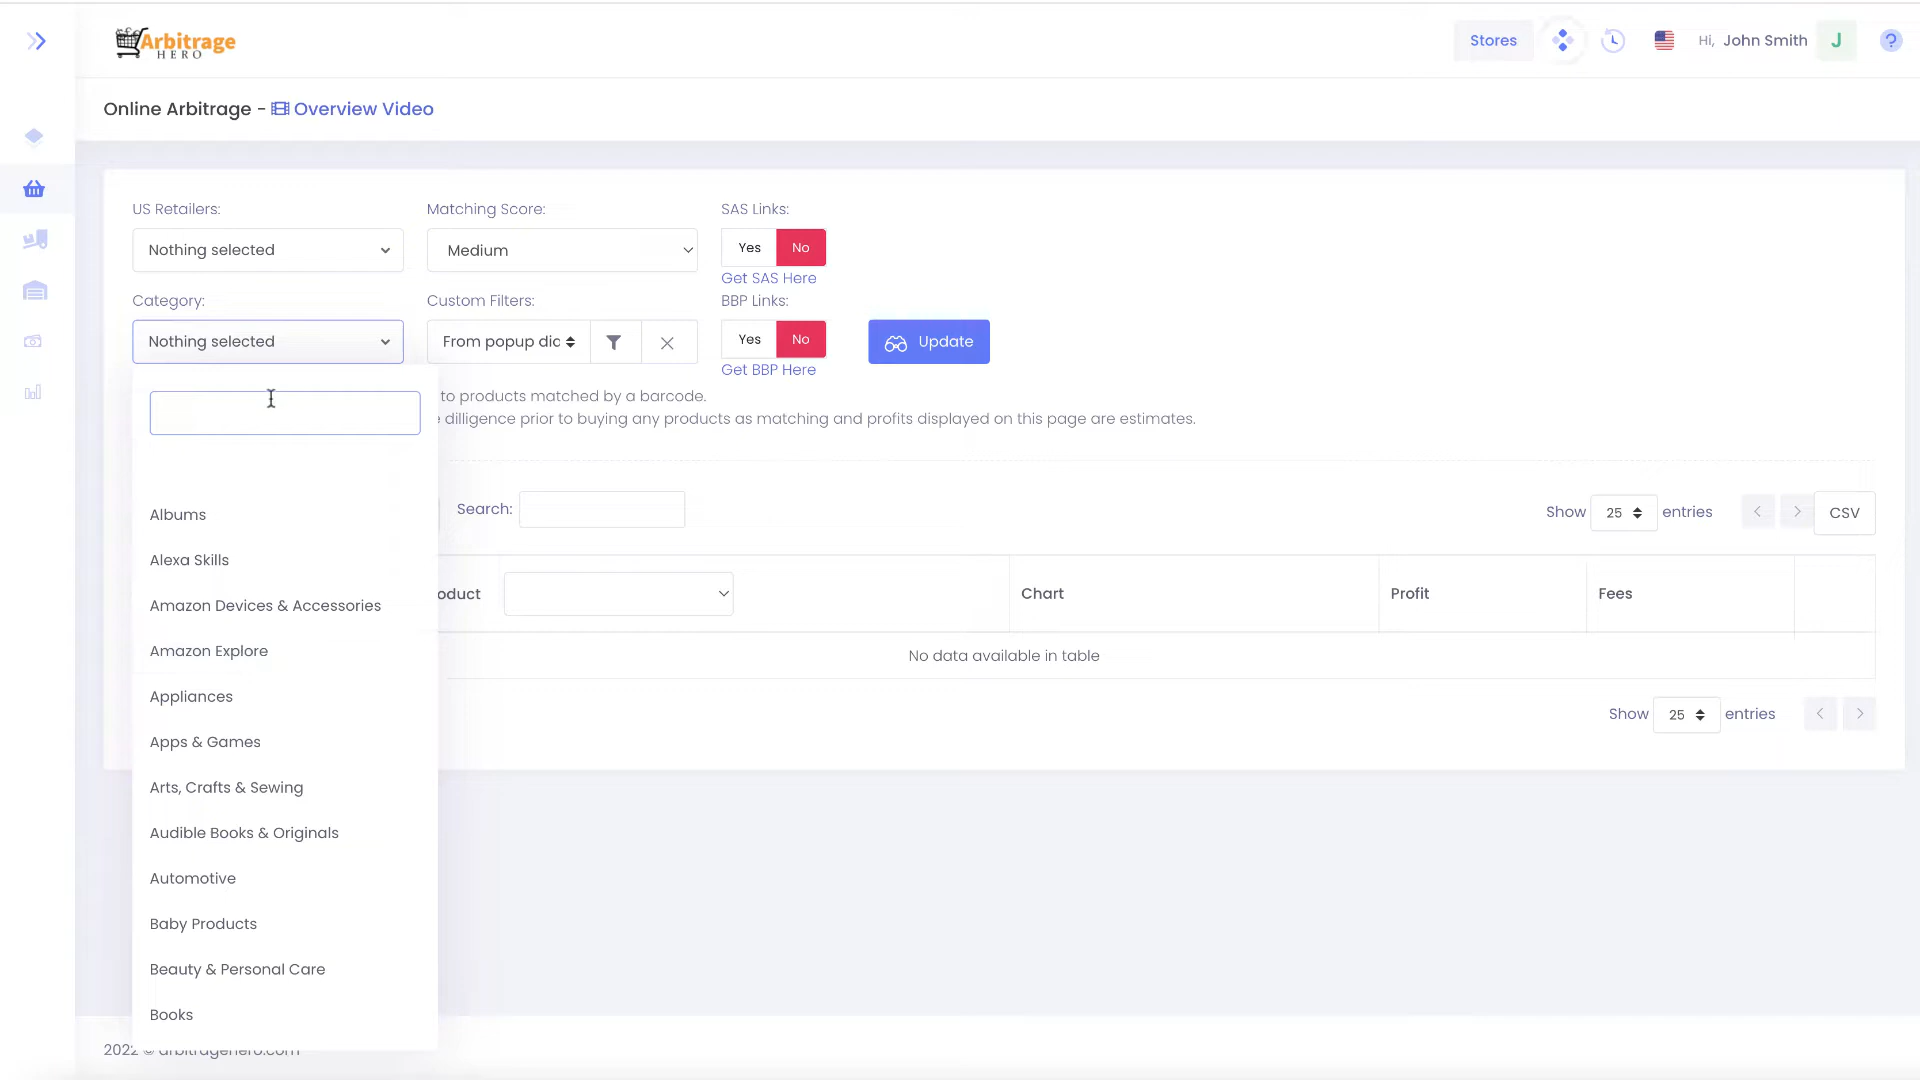 Arbitrage
HERO
Stores
Hi, John Smith
J
?
Online Arbitrage - Overview Video
US Retailers:
Matching Score:
SAS Links:
Nothing selected
Medium
Yes
No
Get SAS Here
Category:
Custom Filters:
BBP Links:
Nothing selected
From popup dic
Yes
No
Update
Get BBP Here
to products matched by a barcode.
dilligence prior to buying any products as matching and profits displayed on this page are estimates.
Search:
Show 25 entries
CSV
oduct
Chart
Profit
Fees
No data available in table
Show 25 entries
Albums
Alexa Skills
Amazon Devices & Accessories
Amazon Explore
Appliances
Apps & Games
Arts, Crafts & Sewing
Audible Books & Originals
Automotive
Baby Products
Beauty & Personal Care
Books
2022 © arbitragehero.com